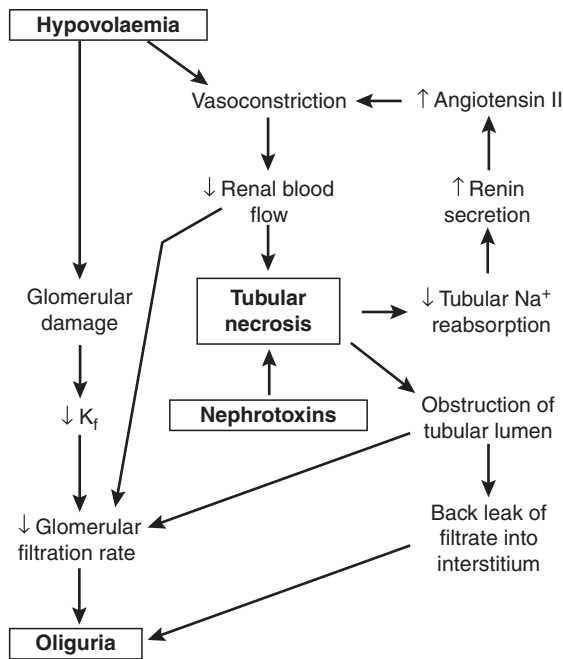 Hypovolaemia
Vasoconstriction
↑ Angiotensin II
↓ Renal blood
flow
↑ Renin
secretion
Glomerular
damage
Tubular
necrosis
↓ Tubular Na⁺
reabsorption
↓ K_f
Nephrotoxins
Obstruction of
tubular lumen
↓ Glomerular
filtration rate
Back leak of
filtrate into
interstitium
Oliguria